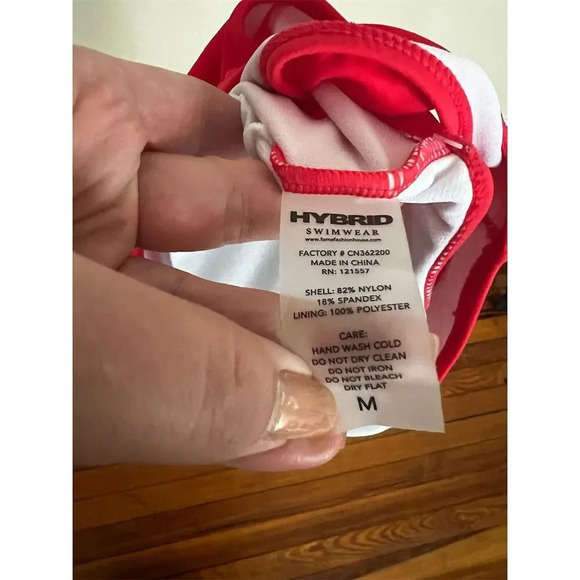 HYBRID
SWIMWEAR
www.famefashionhouse.com
FACTORY # CN362200
MADE IN CHINA
RN: 121557
SHELL: 82% NYLON
18% SPANDEX
LINING: 100% POLYESTER
CARE:
HAND WASH COLD
DO NOT DRY CLEAN
DO NOT IRON
DO NOT BLEACH
DRY FLAT
M